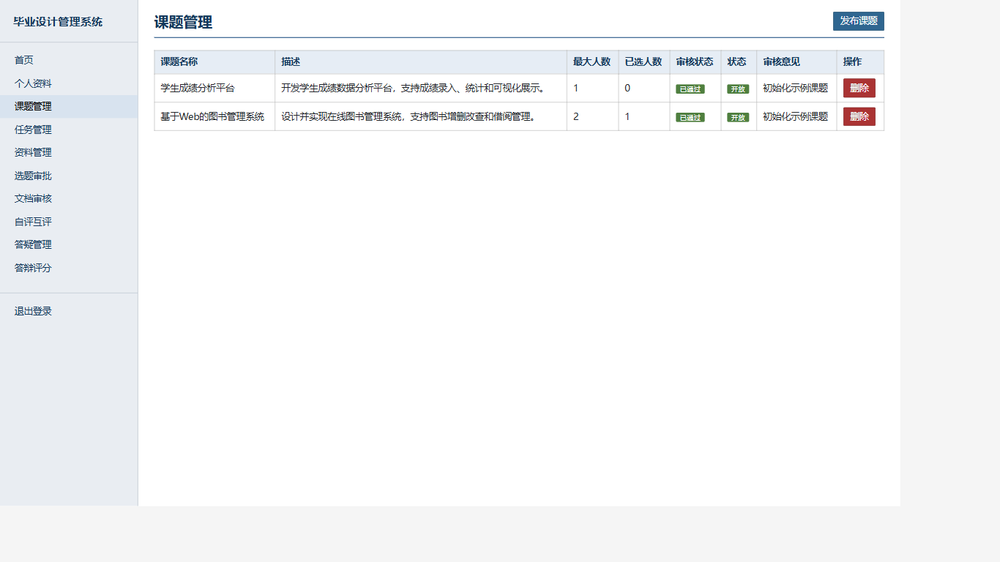 毕业设计管理系统
首页
个人资料
课题管理
任务管理
资料管理
选题审批
文档审核
自评互评
答疑管理
答辩评分
退出登录
课题管理
发布课题
课题名称 描述 最大人数 已选人数 审核状态 状态 审核意见 操作
学生成绩分析平台 开发学生成绩数据分析平台，支持成绩录入、统计和可视化展示。 1 0 已通过 开放 初始化示例课题 删除
基于Web的图书管理系统 设计并实现在线图书管理系统，支持图书增删改查和借阅管理。 2 1 已通过 开放 初始化示例课题 删除